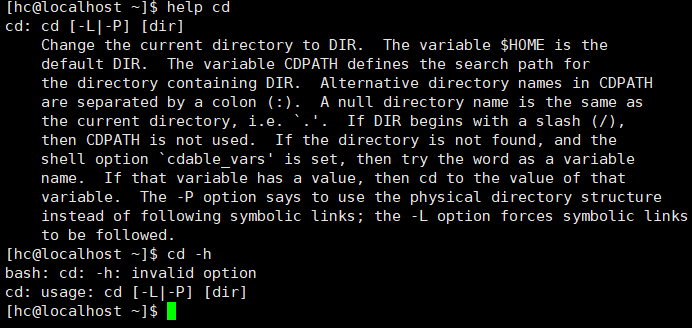 [hc@localhost ~]$ help cd
cd: cd [-L|-P] [dir]
    Change the current directory to DIR.  The variable $HOME is the
    default DIR.  The variable CDPATH defines the search path for
    the directory containing DIR.  Alternative directory names in CDPATH
    are separated by a colon (:).  A null directory name is the same as
    the current directory, i.e. `.'.  If DIR begins with a slash (/),
    then CDPATH is not used.  If the directory is not found, and the
    shell option `cdable_vars' is set, then try the word as a variable
    name.  If that variable has a value, then cd to the value of that
    variable.  The -P option says to use the physical directory structure
    instead of following symbolic links; the -L option forces symbolic links
    to be followed.
[hc@localhost ~]$ cd -h
bash: cd: -h: invalid option
cd: usage: cd [-L|-P] [dir]
[hc@localhost ~]$